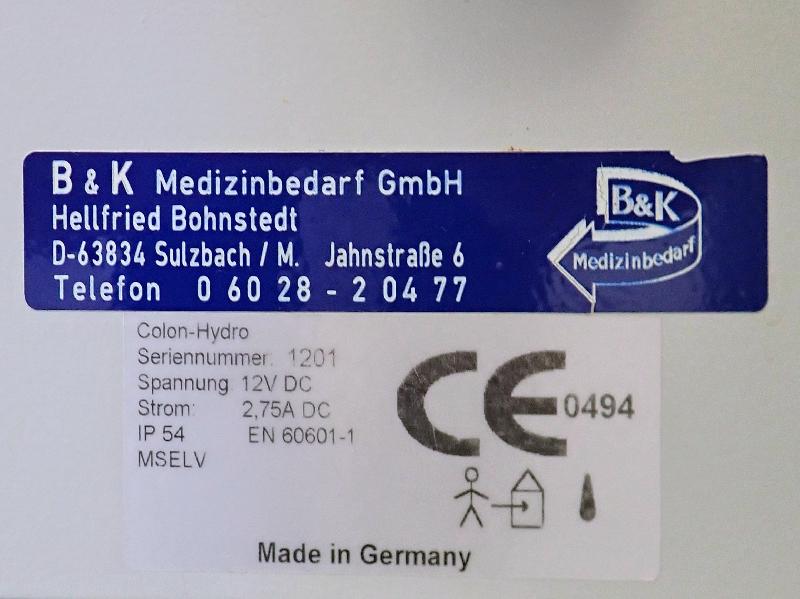 B & K Medizinbedarf GmbH
Hellfried Bohnstedt
D-63834 Sulzbach / M. Jahnstraße 6
Telefon 0 60 28 - 2 04 77
B&K
Medizinbedarf
Colon-Hydro
Seriennummer: 1201
Spannung 12V DC
Strom: 2,75A DC
IP 54 EN 60601-1
MSELV
CE 0494
Made in Germany